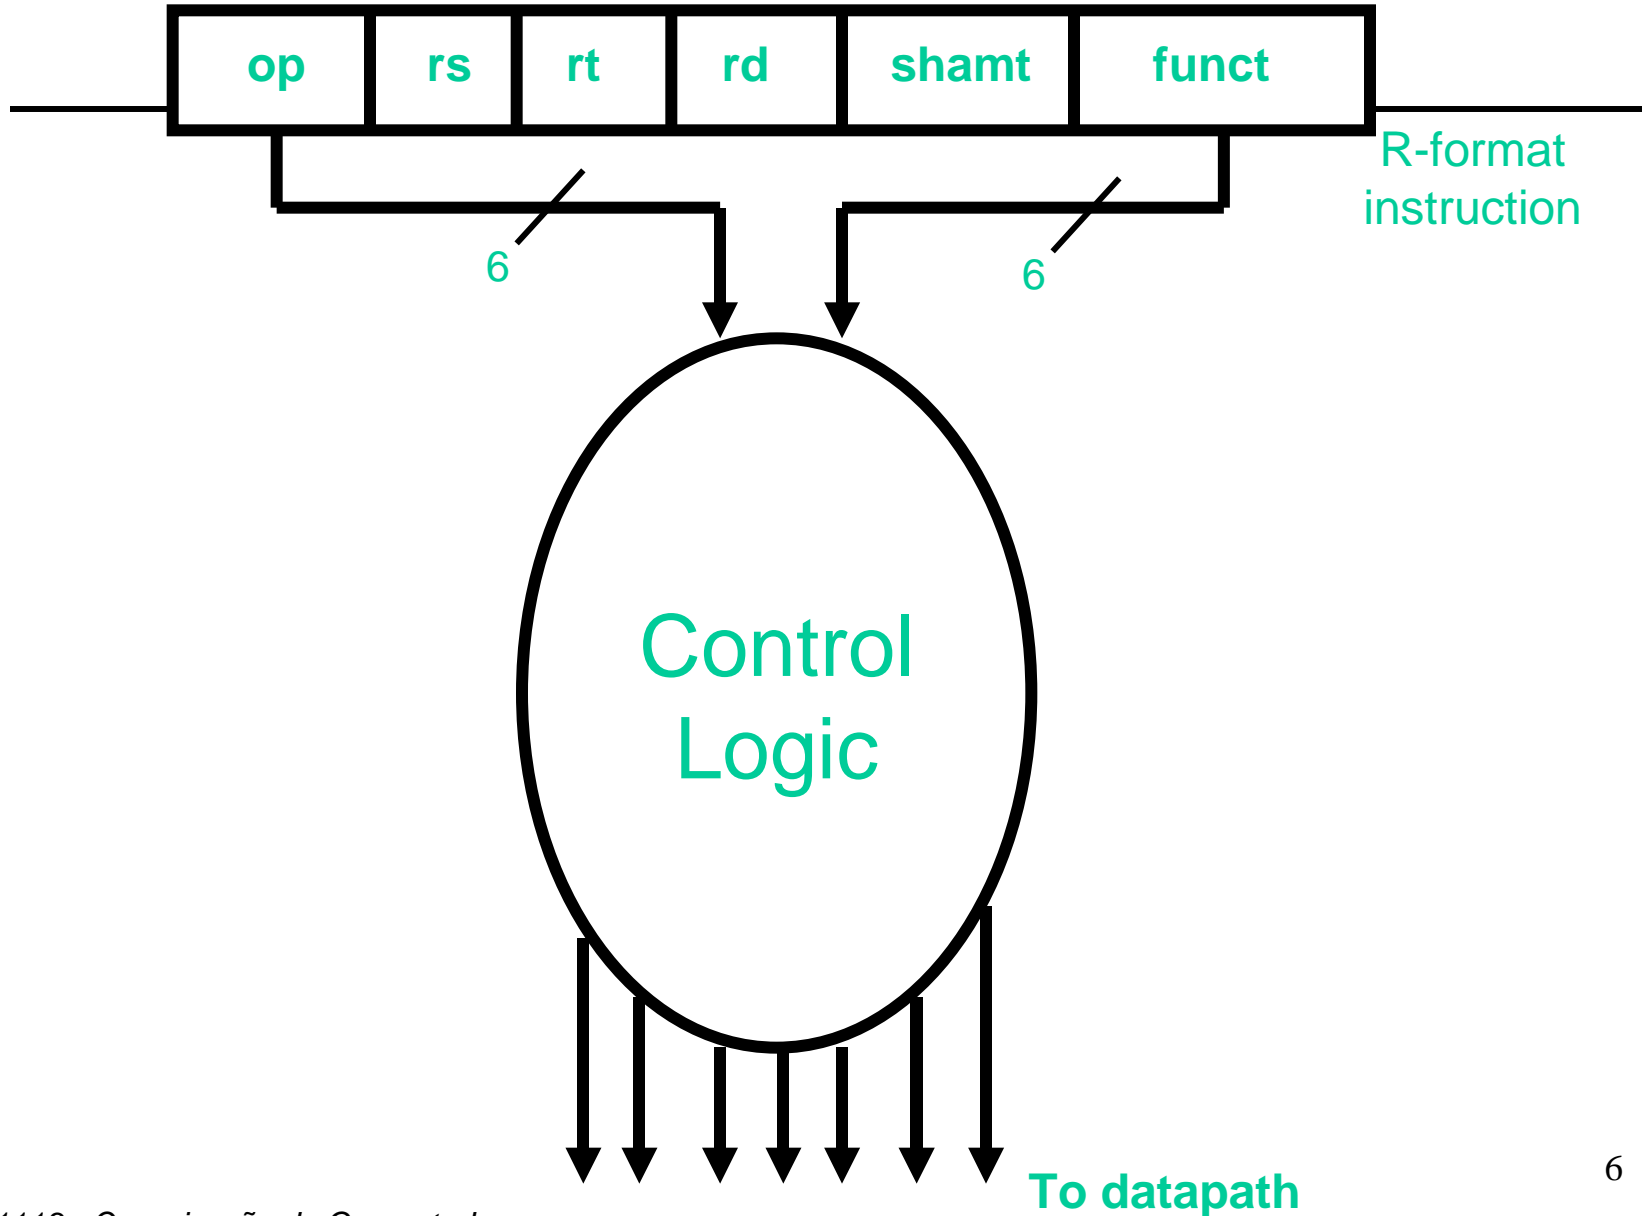 op rs rt rd shamt funct
R-format
instruction
6 6
Control
Logic
To datapath
6